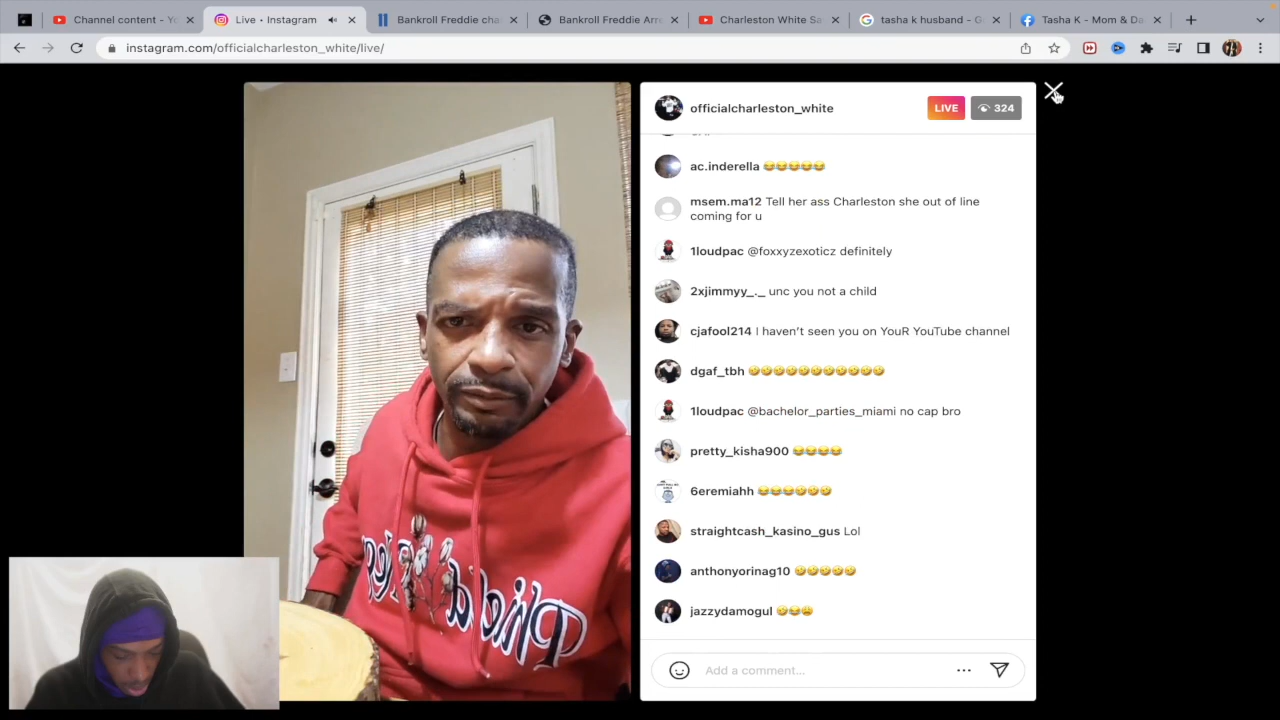 Channel content - Yo
Live • Instagram
Bankroll Freddie cha
Bankroll Freddie Arre
Charleston White Sa
tasha k husband - G
Tasha K - Mom & Da
instagram.com/officialcharleston_white/live/
officialcharleston_white LIVE 324
ac.inderella 😂😂😂😂😂
msem.ma12 Tell her ass Charleston she out of line
coming for u
1loudpac @foxxyzexoticz definitely
2xjimmyy_._ unc you not a child
cjafool214 I haven't seen you on YouR YouTube channel
dgaf_tbh 🤣🤣🤣🤣🤣🤣🤣🤣🤣🤣🤣
1loudpac @bachelor_parties_miami no cap bro
pretty_kisha900 😂😂😂😂
6eremiahh 😂😂😂🤣🤣🤣
straightcash_kasino_gus Lol
anthonyorinag10 🤣🤣🤣🤣🤣
jazzydamogul 🤣😂😩
Add a comment...